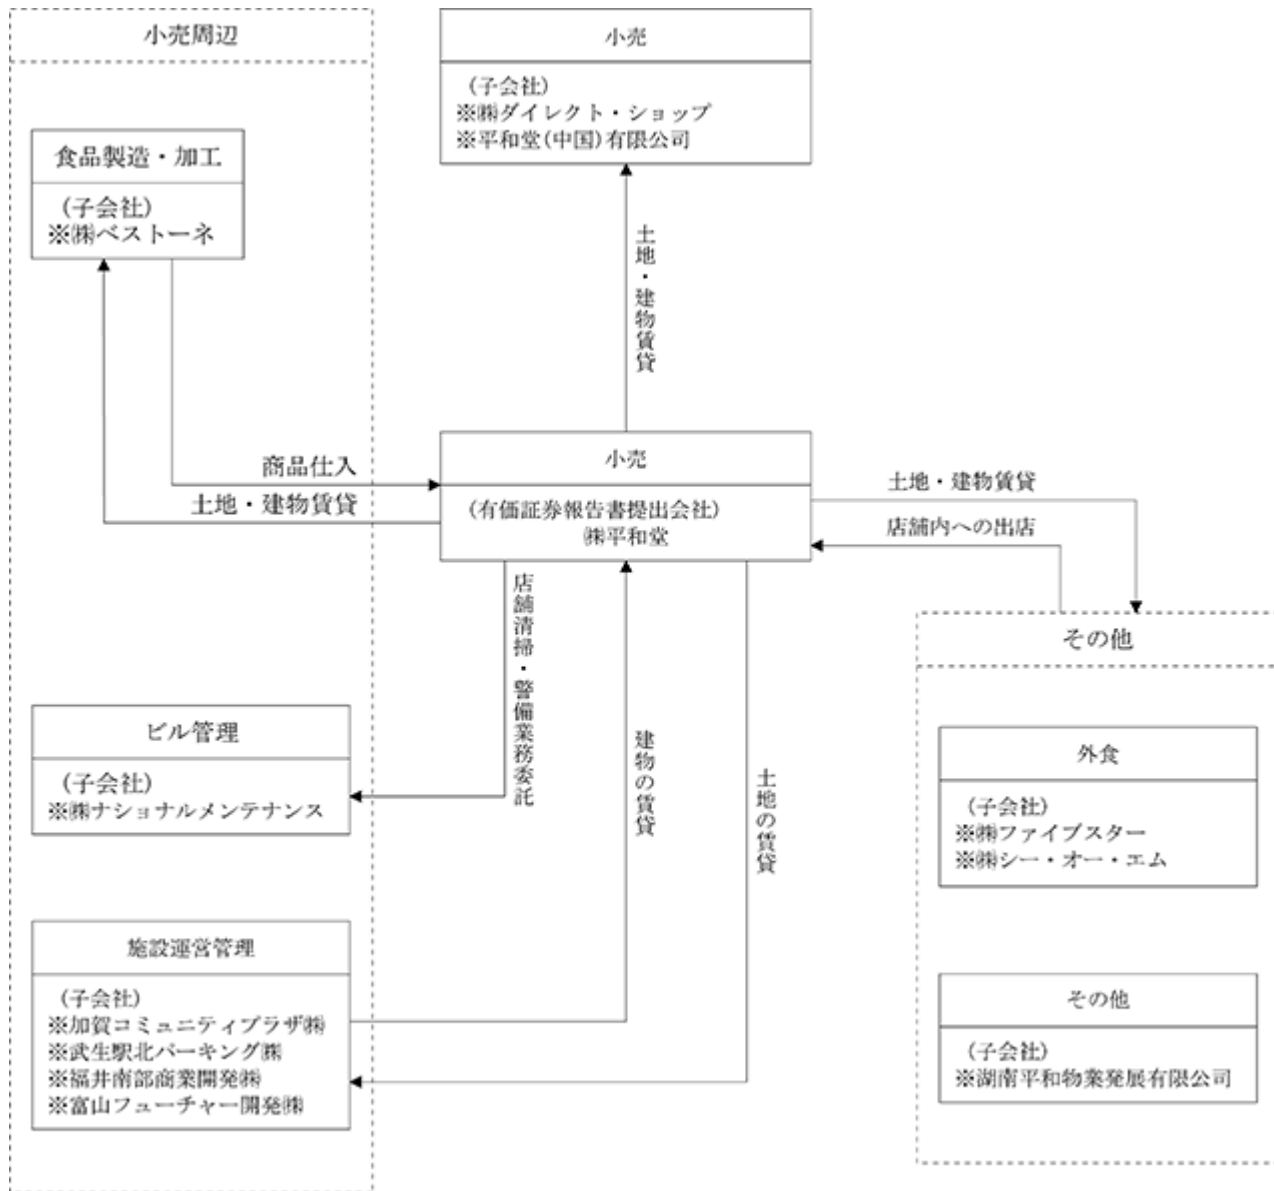 小売周辺
食品製造・加工
(子会社)
※㈱ベストーネ
小売
(子会社)
※㈱ダイレクト・ショップ
※平和堂(中国)有限公司
土地・建物賃貸
商品仕入
土地・建物賃貸
小売
(有価証券報告書提出会社)
㈱平和堂
土地・建物賃貸
店舗内への出店
店舗清掃・警備業務委託
建物の賃貸
土地の賃貸
ビル管理
(子会社)
※㈱ナショナルメンテナンス
施設運営管理
(子会社)
※加賀コミュニティプラザ㈱
※武生駅北パーキング㈱
※福井南部商業開発㈱
※富山フューチャー開発㈱
その他
外食
(子会社)
※㈱ファイブスター
※㈱シー・オー・エム
その他
(子会社)
※湖南平和物業発展有限公司